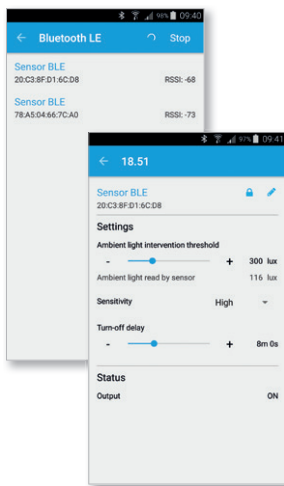 98% 09:40
← Bluetooth LE Stop
Sensor BLE
20:C3:8F:D1:6C:D8 RSSI: -68
Sensor BLE
78:A5:04:66:7C:A0 RSSI: -73
97% 09:41
← 18.51
Sensor BLE
20:C3:8F:D1:6C:D8
Settings
Ambient light intervention threshold
- + 300 lux
Ambient light read by sensor 116 lux
Sensitivity High
Turn-off delay
- + 8m 0s
Status
Output ON